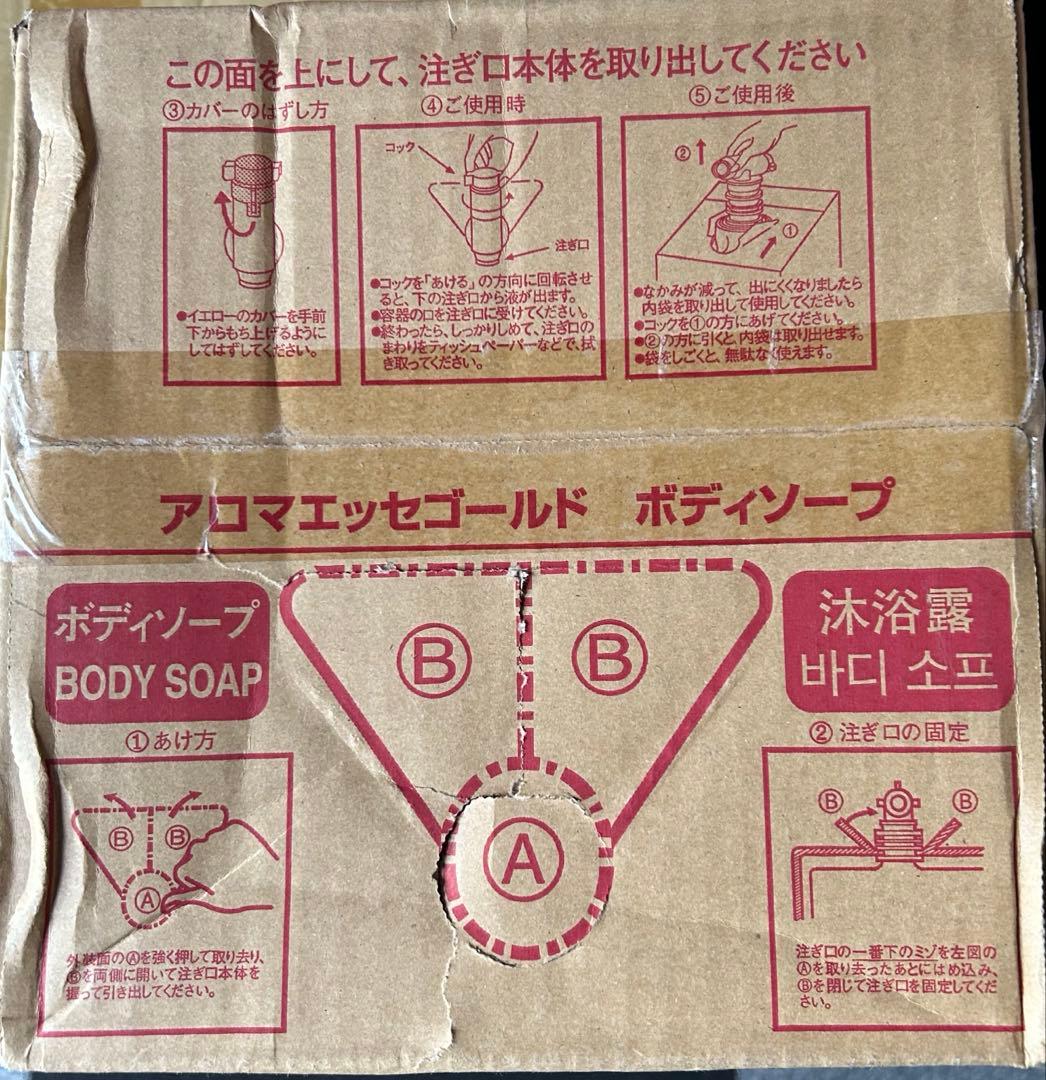 この面を上にして、注ぎ口本体を取り出してください
③カバーのはずし方
●イエローのカバーを手前
下からもち上げるように
してはずしてください。
④ご使用時
コック
注ぎ口
●コックを「あける」の方向に回転させ
ると、下の注ぎ口から液が出ます。
●容器の口を注ぎ口に受けてください。
●終わったら、しっかりしめて、注ぎ口の
まわりをティッシュペーパーなどで、拭
き取ってください。
⑤ご使用後
②
①
●なかみが減って、出にくくなりましたら
内袋を取り出して使用してください。
●コックを①の方にあげてください。
●②の方に引くと、内袋は取り出せます。
●袋をしごくと、無駄なく使えます。
アロマエッセゴールド ボディソープ
ボディソープ
BODY SOAP
Ⓑ Ⓑ
Ⓐ
沐浴露
바디 소프
①あけ方
Ⓑ Ⓑ
Ⓐ
外装面のⒶを強く押して取り去り、
Ⓑを両側に開いて注ぎ口本体を
握って引き出してください。
②注ぎ口の固定
Ⓑ Ⓑ
注ぎ口の一番下のミゾを左図の
Ⓐを取り去ったあとにはめ込み、
Ⓑを閉じて注ぎ口を固定してくだ
さい。